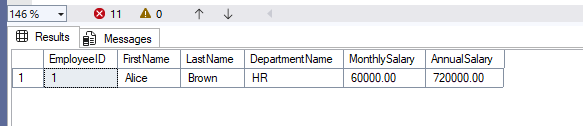 146 % 11 0
Results Messages
EmployeeID FirstName LastName DepartmentName MonthlySalary AnnualSalary
1 1 Alice Brown HR 60000.00 720000.00